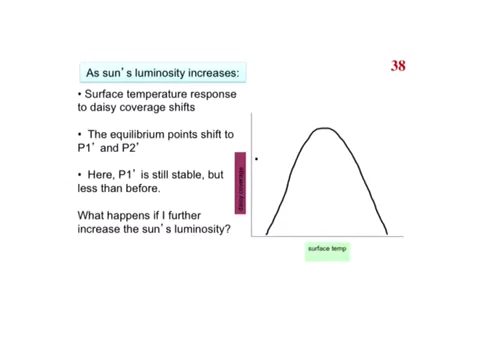 38
As sun's luminosity increases:
• Surface temperature response
to daisy coverage shifts
• The equilibrium points shift to
P1' and P2'
• Here, P1' is still stable, but
less than before.
What happens if I further
increase the sun's luminosity?
daisy coverage
surface temp